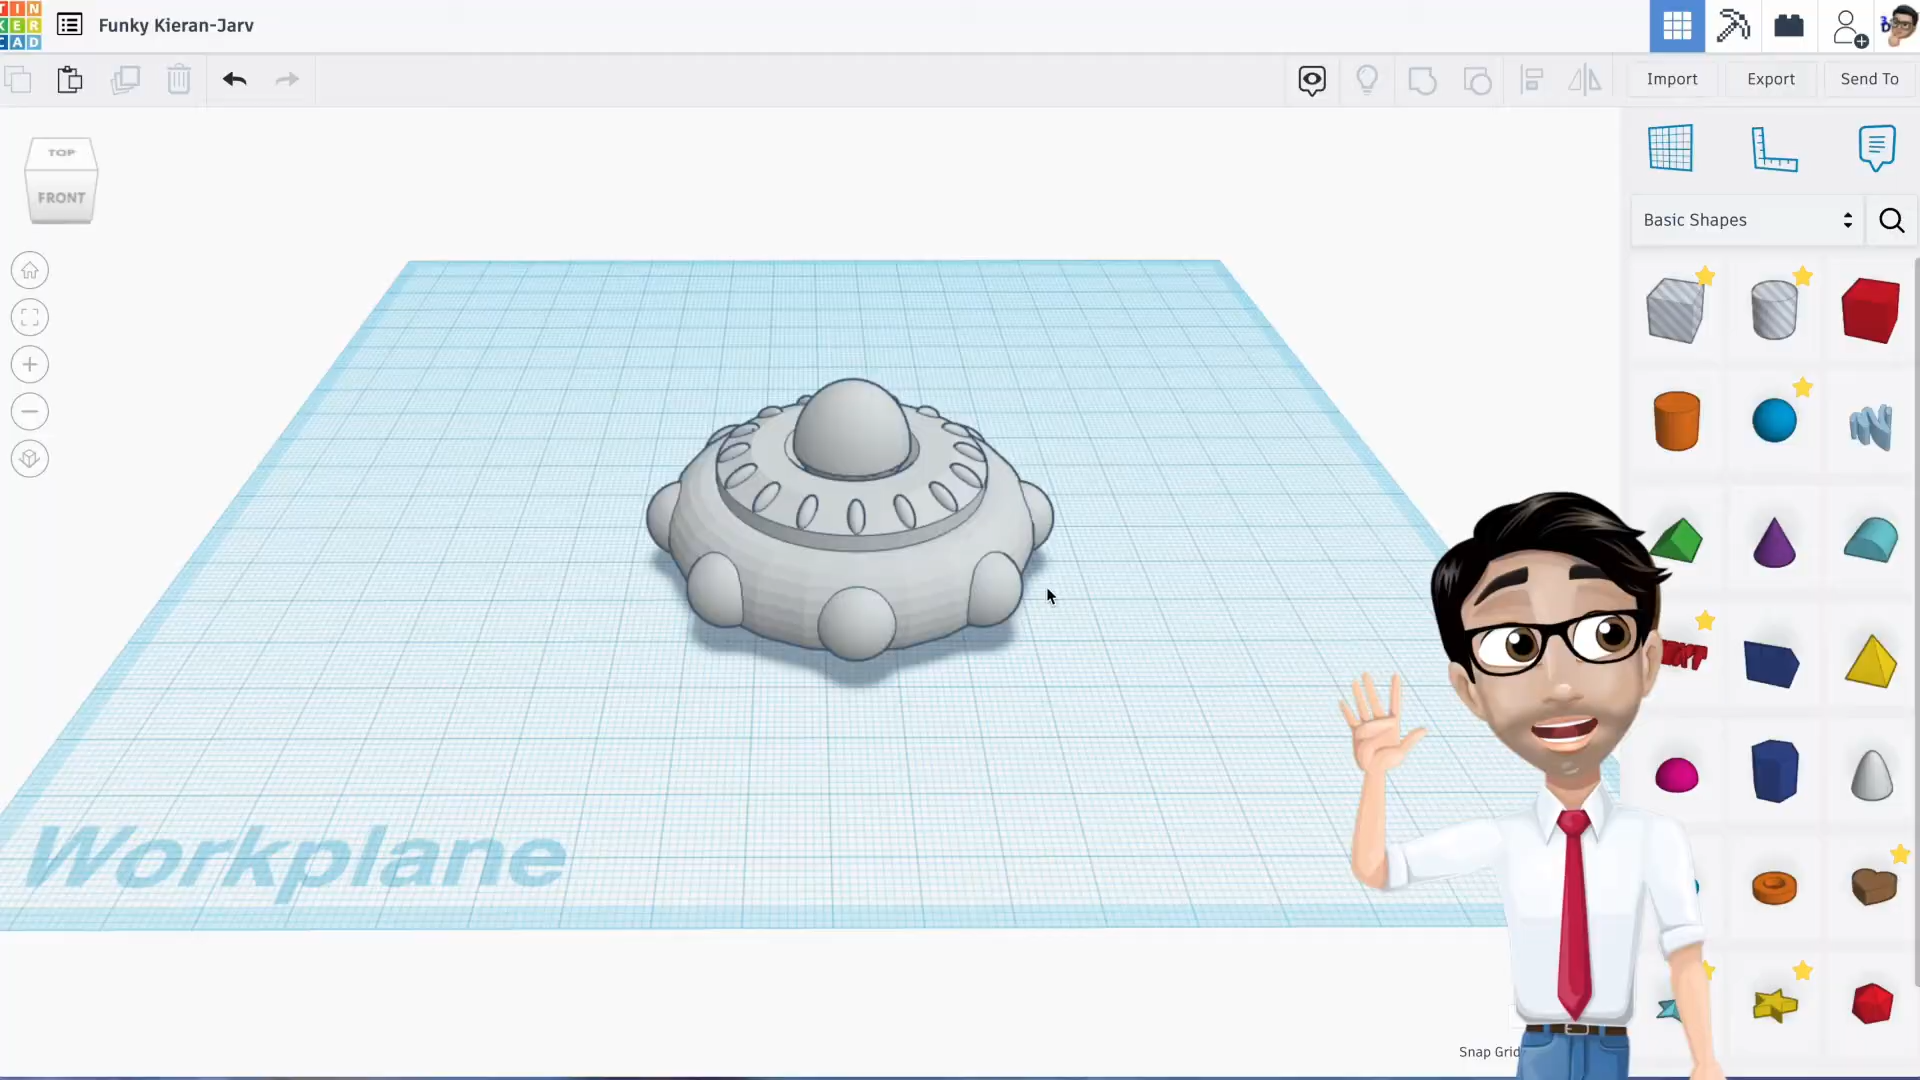 TIN
KER
CAD
Funky Kieran-Jarv
Import
Export
Send To
TOP
FRONT
Basic Shapes
Workplane
Snap Grid